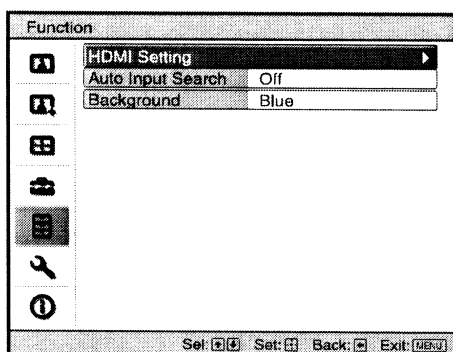 Function
HDMI Setting
Auto Input Search Off
Background Blue
Sel: Set: Back: Exit: MENU